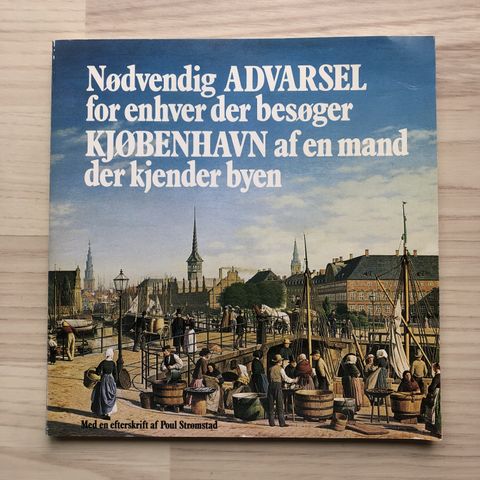 Nødvendig ADVARSEL
for enhver der besøger
KJØBENHAVN af en mand
der kjender byen
Med en efterskrift af Poul Strømstad